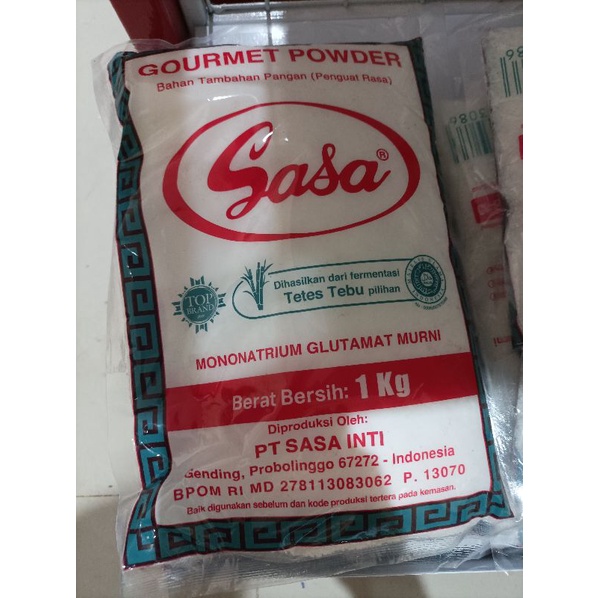 GOURMET POWDER
Bahan Tambahan Pangan (Penguat Rasa)
Sasa®
TOP
BRAND
Dihasilkan dari fermentasi
Tetes Tebu pilihan
MONONATRIUM GLUTAMAT MURNI
Berat Bersih: 1 Kg
Diproduksi Oleh:
PT SASA INTI
Gending, Probolinggo 67272 - Indonesia
BPOM RI MD 278113083062 P. 13070
Baik digunakan sebelum dan kode produksi tertera pada kemasan.